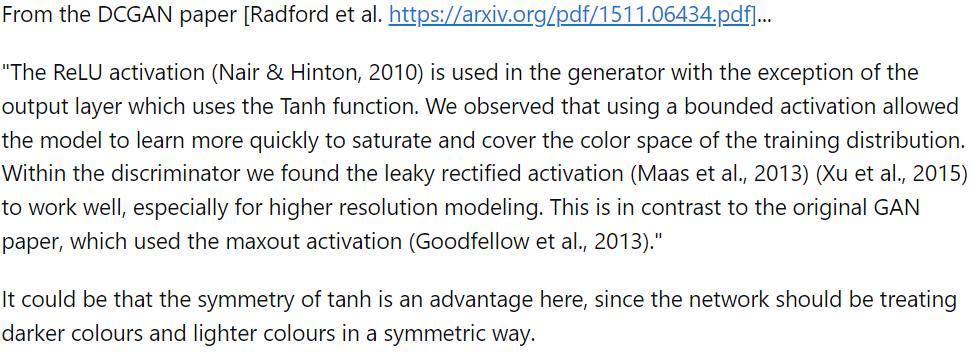 From the DCGAN paper [Radford et al. https://arxiv.org/pdf/1511.06434.pdf]...
"The ReLU activation (Nair & Hinton, 2010) is used in the generator with the exception of the
output layer which uses the Tanh function. We observed that using a bounded activation allowed
the model to learn more quickly to saturate and cover the color space of the training distribution.
Within the discriminator we found the leaky rectified activation (Maas et al., 2013) (Xu et al., 2015)
to work well, especially for higher resolution modeling. This is in contrast to the original GAN
paper, which used the maxout activation (Goodfellow et al., 2013)."
It could be that the symmetry of tanh is an advantage here, since the network should be treating
darker colours and lighter colours in a symmetric way.